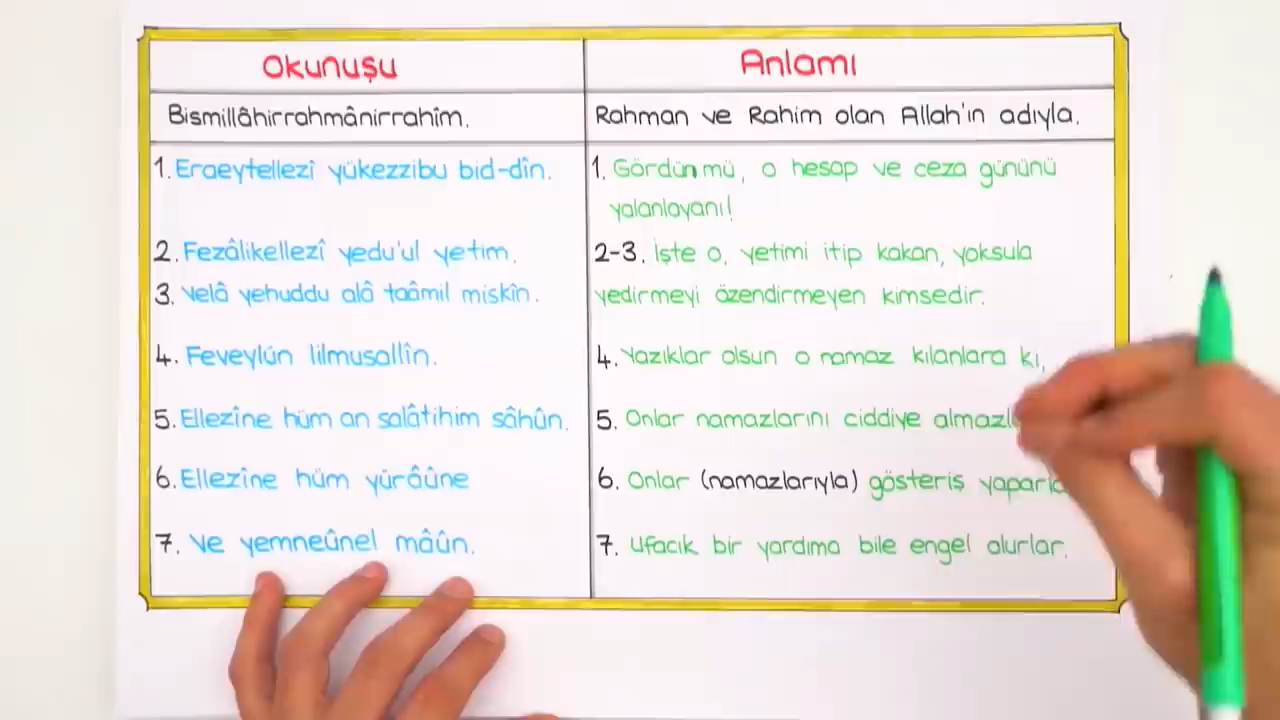 Okunuşu
Anlamı
Bismillâhirrahmânirrahîm.
Rahman ve Rahim olan Allah'ın adıyla.
1. Eraeytellezî yükezzibu bid-dîn.
1. Gördün mü, o hesap ve ceza gününü
yalanlayanı!
2. Fezâlikellezî yedu'ul yetim.
3. Velâ yehuddu alâ taâmil miskîn.
2-3. İşte o, yetimi itip kakan, yoksula
yedirmeyi özendirmeyen kimsedir.
4. Feveylún lilmusallîn.
4. Yazıklar olsun o namaz kılanlara ki,
5. Ellezîne hüm an salâtihim sâhûn.
5. Onlar namazlarını ciddiye
6. Ellezîne hüm yürâûne
6. Onlar (namazlarıyla) gösteriş
7. Ve yemneûnel mâûn.
7. Ufacık bir yardıma bile engel olurlar.